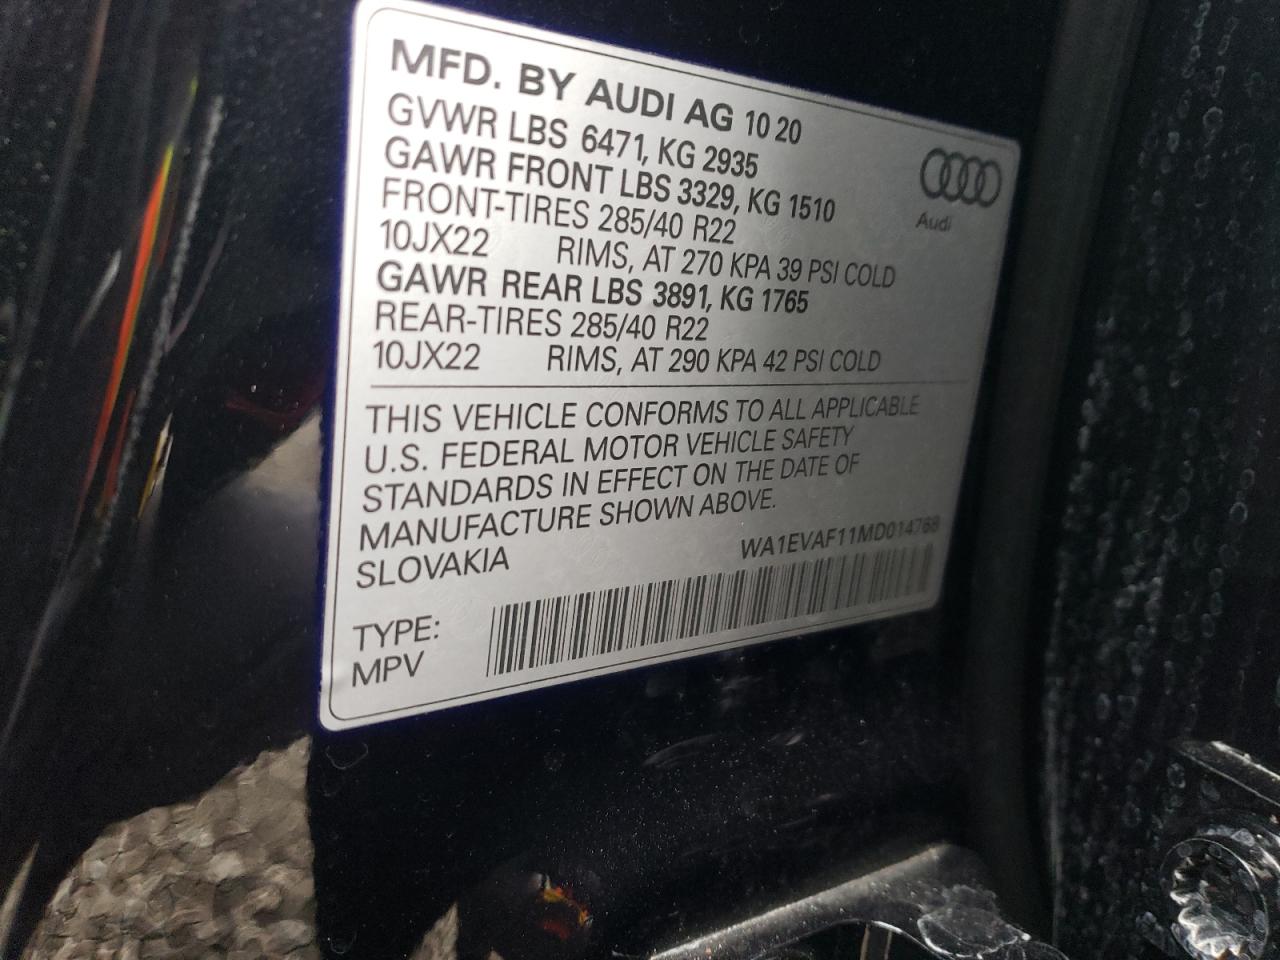 MFD. BY AUDI AG 10 20
GVWR LBS 6471, KG 2935
GAWR FRONT LBS 3329, KG 1510
FRONT-TIRES 285/40 R22
10JX22 RIMS, AT 270 KPA 39 PSI COLD
GAWR REAR LBS 3891, KG 1765
REAR-TIRES 285/40 R22
10JX22 RIMS, AT 290 KPA 42 PSI COLD
Audi
THIS VEHICLE CONFORMS TO ALL APPLICABLE
U.S. FEDERAL MOTOR VEHICLE SAFETY
STANDARDS IN EFFECT ON THE DATE OF
MANUFACTURE SHOWN ABOVE.
SLOVAKIA
WA1EVAF11MD014768
TYPE:
MPV